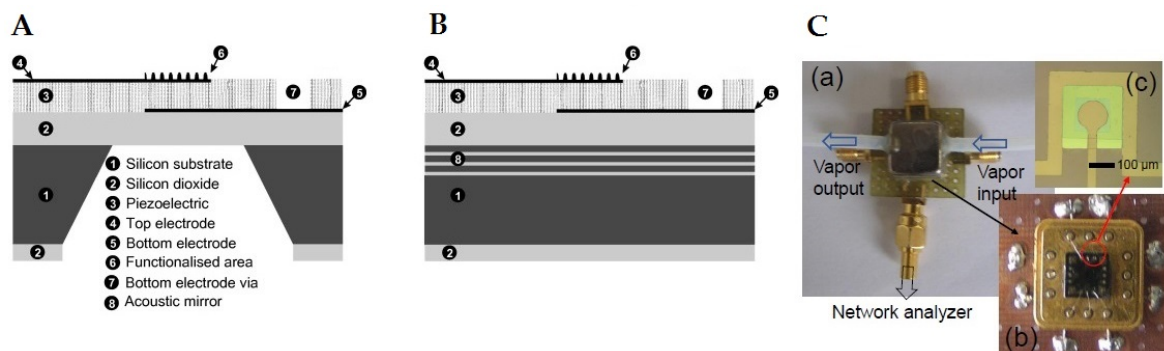 A
4
6
3
7
5
2
1
2
1 Silicon substrate
2 Silicon dioxide
3 Piezoelectric
4 Top electrode
5 Bottom electrode
6 Functionalised area
7 Bottom electrode via
8 Acoustic mirror
B
4
6
3
7
5
2
8
1
2
C
(a)
Vapor
output
Vapor
input
Network analyzer
(c)
100 μm
(b)